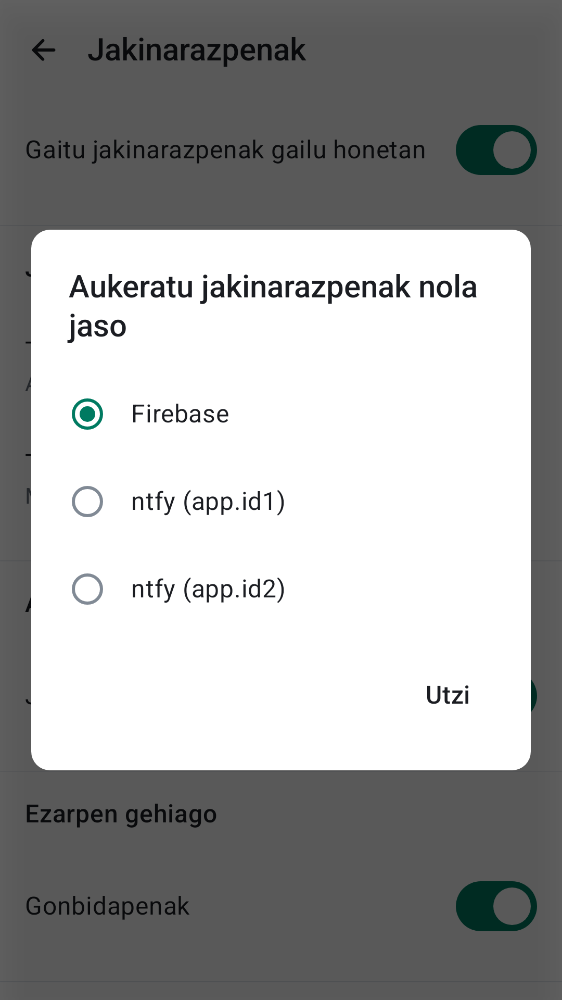 Jakinarazpenak
Gaitu jakinarazpenak gailu honetan
Aukeratu jakinarazpenak nola
jaso
Firebase
ntfy (app.id1)
ntfy (app.id2)
Utzi
Ezarpen gehiago
Gonbidapenak